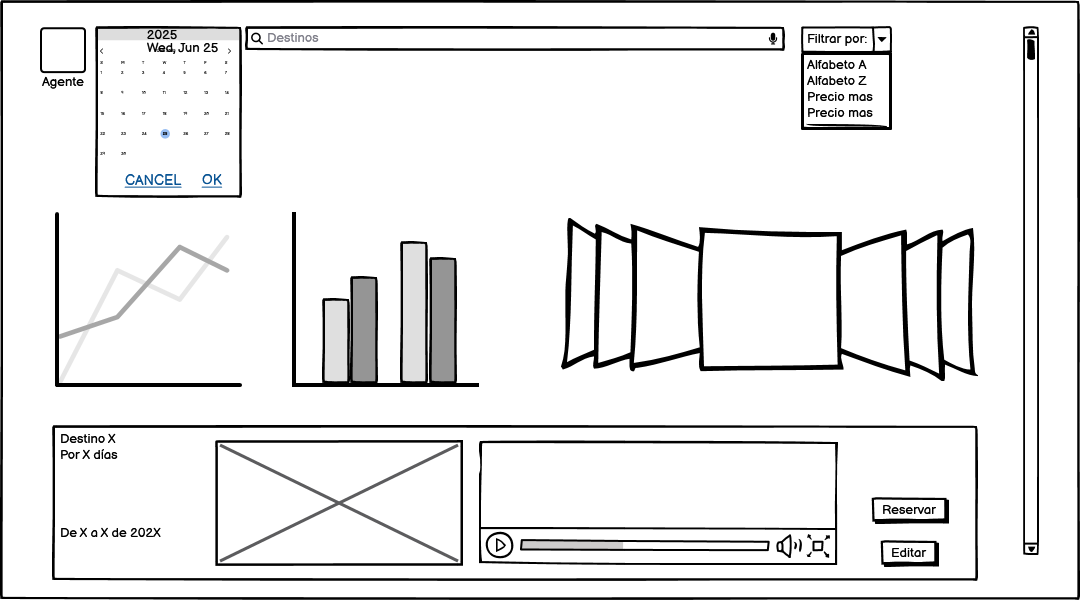 Agente
2025
Wed, Jun 25
S M T W T F S
1 2 3 4 5 6 7
8 9 10 11 12 13 14
15 16 17 18 19 20 21
22 23 24 25 26 27 28
29 30
CANCEL OK
Destinos
Filtrar por:
Alfabeto A
Alfabeto Z
Precio mas
Precio mas
Destino X
Por X días
De X a X de 202X
Reservar
Editar